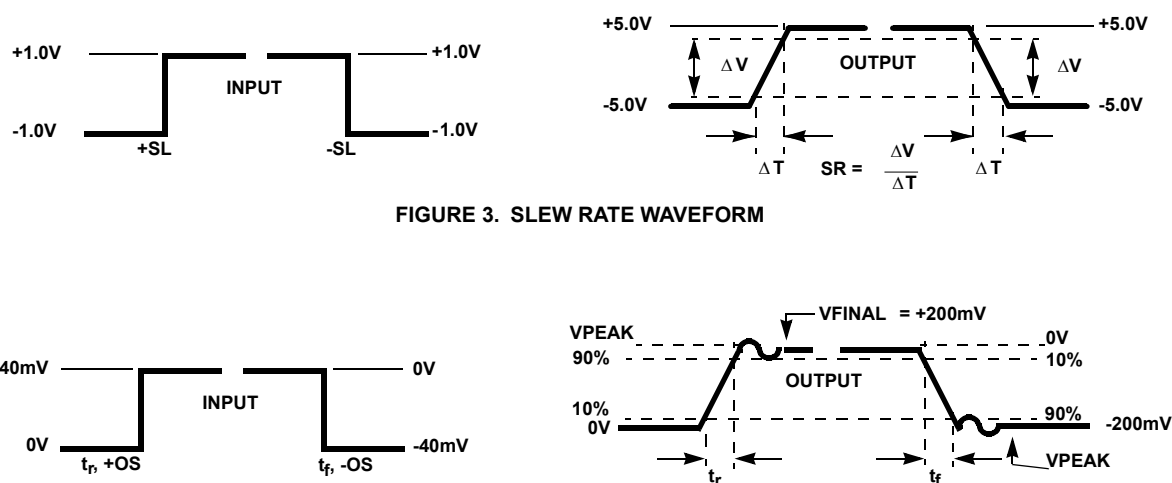 +1.0V
+1.0V
INPUT
-1.0V
-1.0V
+SL
-SL
+5.0V
+5.0V
ΔV
OUTPUT
ΔV
-5.0V
-5.0V
ΔT
SR = ΔV
ΔT
ΔT
FIGURE 3. SLEW RATE WAVEFORM
40mV
0V
INPUT
0V
-40mV
tr, +OS
tf, -OS
VFINAL = +200mV
VPEAK
0V
90%
10%
OUTPUT
10%
90%
0V
-200mV
VPEAK
tr
tf